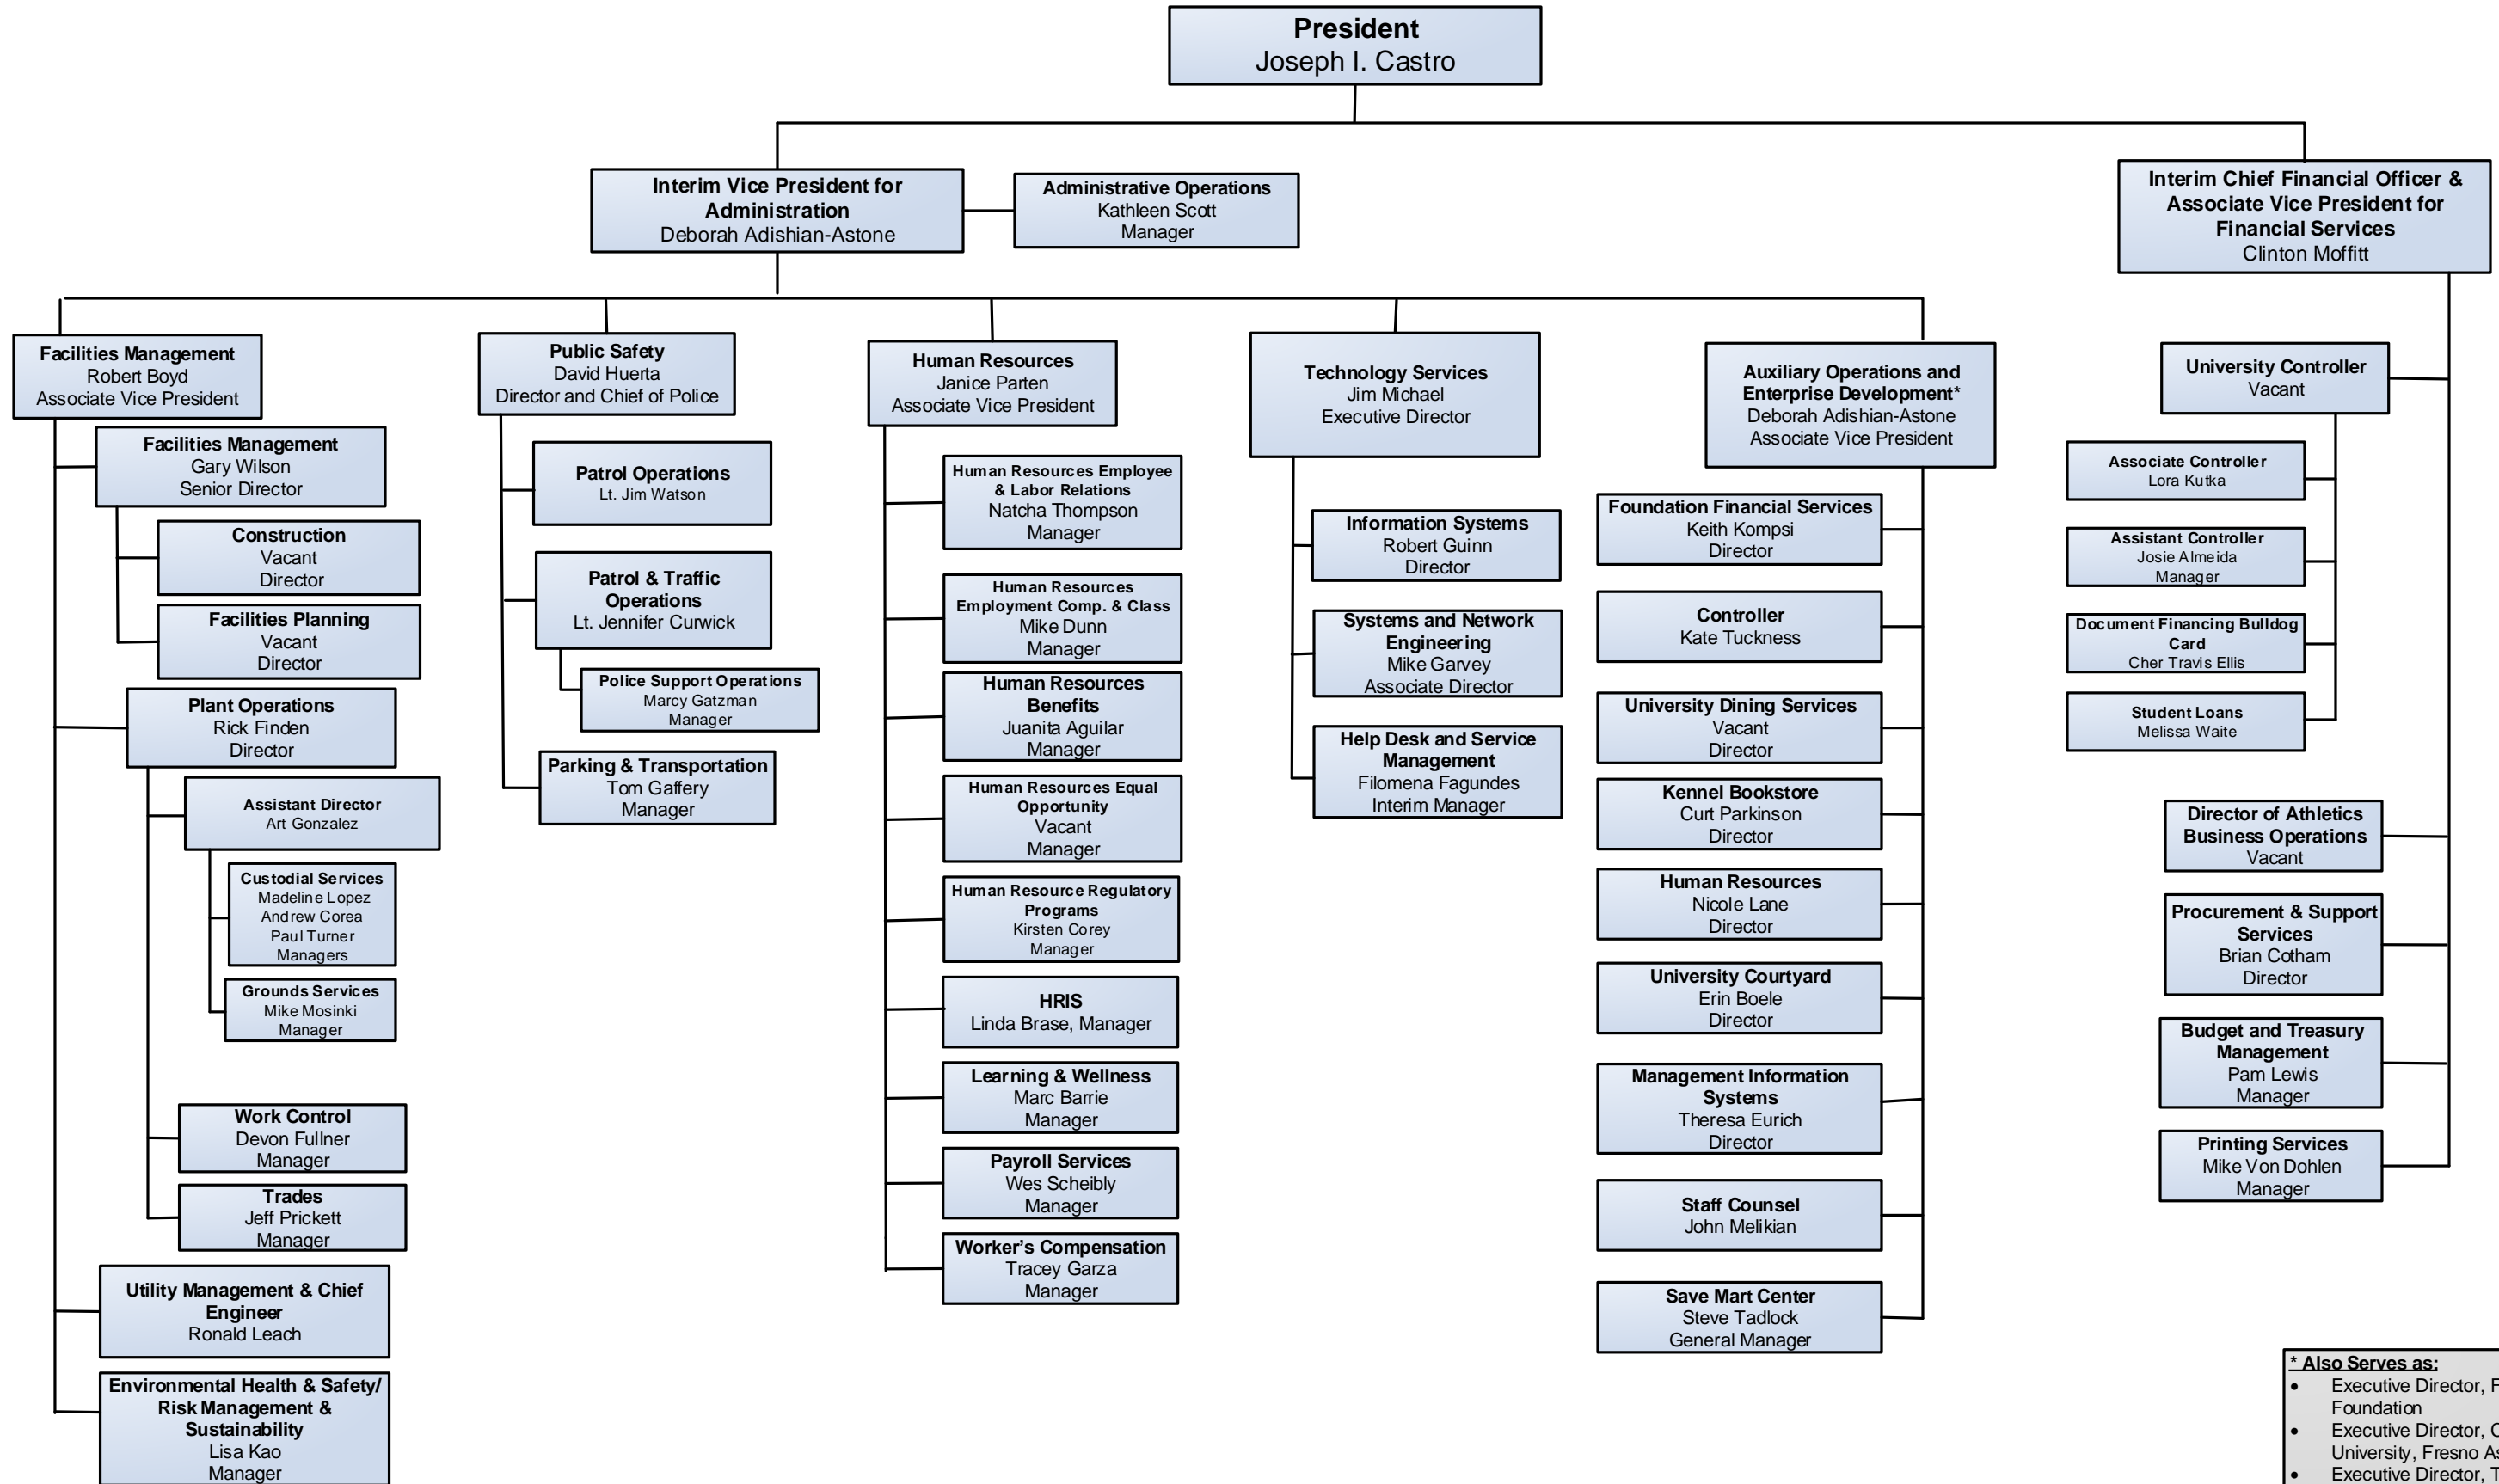 President
Joseph I. Castro
Interim Vice President for
Administration
Deborah Adishian-Astone
Administrative Operations
Kathleen Scott
Manager
Interim Chief Financial Officer &
Associate Vice President for
Financial Services
Clinton Moffitt
Facilities Management
Robert Boyd
Associate Vice President
Facilities Management
Gary Wilson
Senior Director
Construction
Vacant
Director
Facilities Planning
Vacant
Director
Plant Operations
Rick Finden
Director
Assistant Director
Art Gonzalez
Custodial Services
Madeline Lopez
Andrew Corea
Paul Turner
Managers
Grounds Services
Mike Mosinki
Manager
Work Control
Devon Fullner
Manager
Trades
Jeff Prickett
Manager
Utility Management & Chief
Engineer
Ronald Leach
Environmental Health & Safety/
Risk Management &
Sustainability
Lisa Kao
Manager
Public Safety
David Huerta
Director and Chief of Police
Patrol Operations
Lt. Jim Watson
Patrol & Traffic
Operations
Lt. Jennifer Curwick
Police Support Operations
Marcy Gatzman
Manager
Parking & Transportation
Tom Gaffery
Manager
Human Resources
Janice Parten
Associate Vice President
Human Resources Employee
& Labor Relations
Natcha Thompson
Manager
Human Resources
Employment Comp. & Class
Mike Dunn
Manager
Human Resources
Benefits
Juanita Aguilar
Manager
Human Resources Equal
Opportunity
Vacant
Manager
Human Resource Regulatory
Programs
Kirsten Corey
Manager
HRIS
Linda Brase, Manager
Learning & Wellness
Marc Barrie
Manager
Payroll Services
Wes Scheibly
Manager
Worker’s Compensation
Tracey Garza
Manager
Technology Services
Jim Michael
Executive Director
Information Systems
Robert Guinn
Director
Systems and Network
Engineering
Mike Garvey
Associate Director
Help Desk and Service
Management
Filomena Fagundes
Interim Manager
Auxiliary Operations and
Enterprise Development*
Deborah Adishian-Astone
Associate Vice President
Foundation Financial Services
Keith Kompsi
Director
Controller
Kate Tuckness
University Dining Services
Vacant
Director
Kennel Bookstore
Curt Parkinson
Director
Human Resources
Nicole Lane
Director
University Courtyard
Erin Boele
Director
Management Information
Systems
Theresa Eurich
Director
Staff Counsel
John Melikian
Save Mart Center
Steve Tadlock
General Manager
University Controller
Vacant
Associate Controller
Lora Kutka
Assistant Controller
Josie Almeida
Manager
Document Financing Bulldog
Card
Cher Travis Ellis
Student Loans
Melissa Waite
Director of Athletics
Business Operations
Vacant
Procurement & Support
Services
Brian Cotham
Director
Budget and Treasury
Management
Pam Lewis
Manager
Printing Services
Mike Von Dohlen
Manager
* Also Serves as:
• Executive Director,
Foundation
• Executive Director,
University, Fresno
• Executive Director,